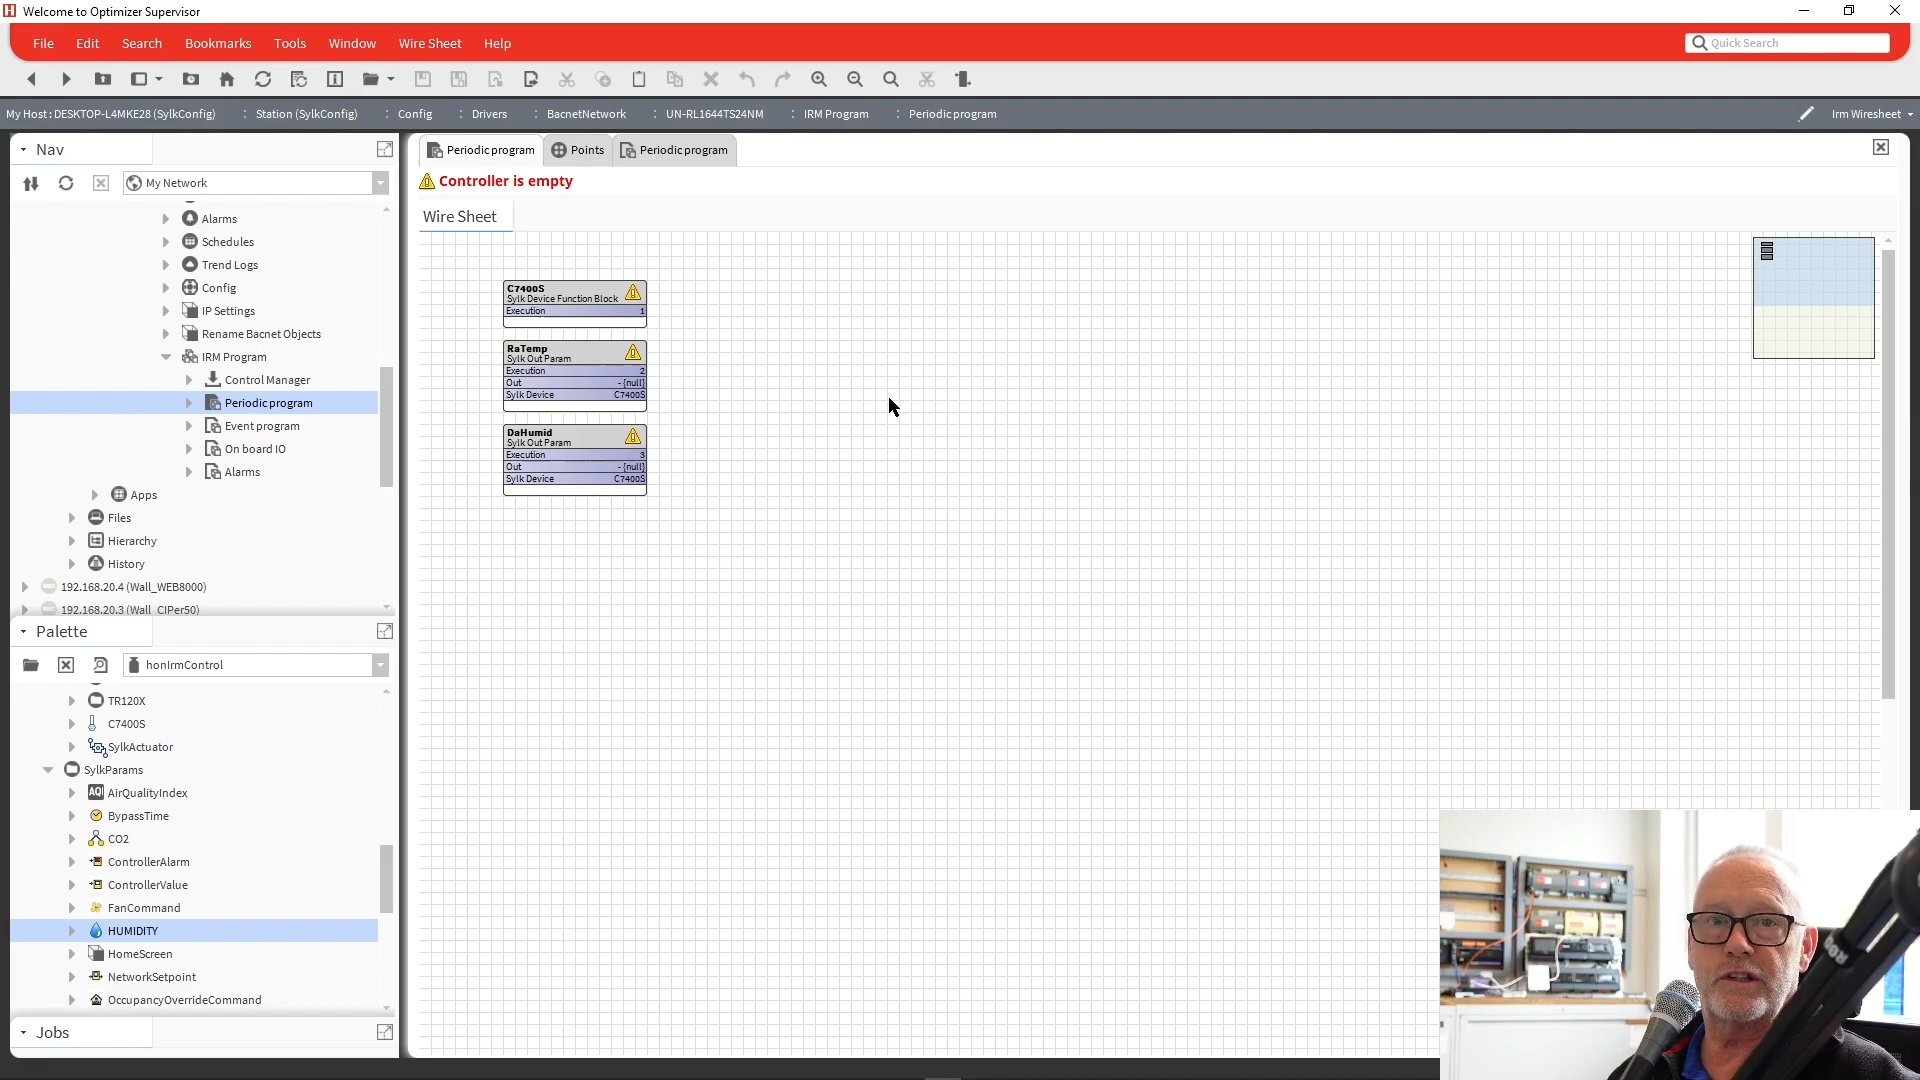 Welcome to Optimizer Supervisor
File Edit Search Bookmarks Tools Window Wire Sheet Help
Quick Search
My Host : DESKTOP-L4MKE28 (SylkConfig) : Station (SylkConfig) : Config : Drivers : BacnetNetwork : UN-RL1644TS24NM : IRM Program : Periodic program
Irm Wiresheet
Nav
My Network
Alarms
Schedules
Trend Logs
Config
IP Settings
Rename Bacnet Objects
IRM Program
Control Manager
Periodic program
Event program
On board IO
Alarms
Apps
Files
Hierarchy
History
192.168.20.4 (Wall_WEB8000)
192.168.20.3 (Wall_CIPer50)
Palette
honIrmControl
TR120X
C7400S
SylkActuator
SylkParams
AQI AirQualityIndex
BypassTime
CO2
ControllerAlarm
ControllerValue
FanCommand
HUMIDITY
HomeScreen
NetworkSetpoint
OccupancyOverrideCommand
Jobs
Periodic program Points Periodic program
Controller is empty
Wire Sheet
C7400S
Sylk Device Function Block
Execution 1
RaTemp
Sylk Out Param
Execution 2
Out - {null}
Sylk Device C7400S
DaHumid
Sylk Out Param
Execution 3
Out - {null}
Sylk Device C7400S